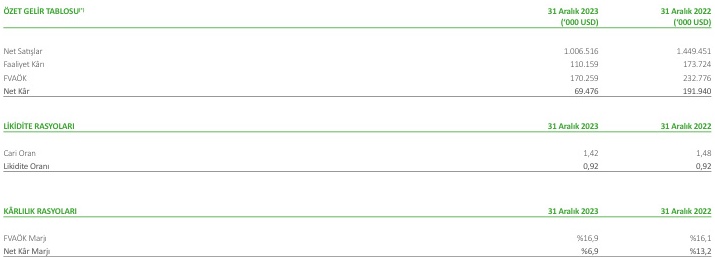 ÖZET GELİR TABLOSU(*) 31 Aralık 2023 31 Aralık 2022
('000 USD) ('000 USD)
Net Satışlar 1.006.516 1.449.451
Faaliyet Kârı 110.159 173.724
FVAÖK 170.259 232.776
Net Kâr 69.476 191.940
LİKİDİTE RASYOLARI 31 Aralık 2023 31 Aralık 2022
Cari Oran 1,42 1,48
Likidite Oranı 0,92 0,92
KÂRLILIK RASYOLARI 31 Aralık 2023 31 Aralık 2022
FVAÖK Marjı %16,9 %16,1
Net Kâr Marjı %6,9 %13,2